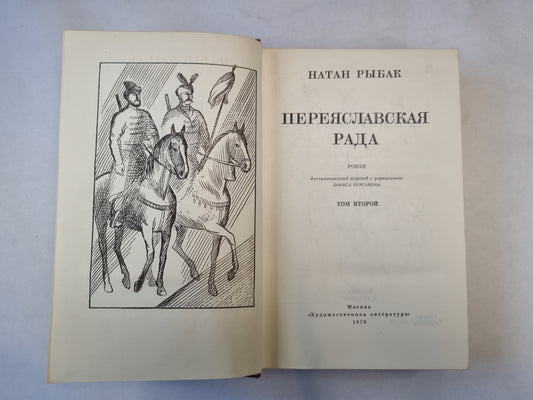 НАТАН РЫБАК
ПЕРЕЯСЛАВСКАЯ
РАДА
РОМАН
Авторизованный перевод с украинского
БОРИСА ТУРГАНОВА
ТОМ ВТОРОЙ
Москва
«Художественная литература»
1979